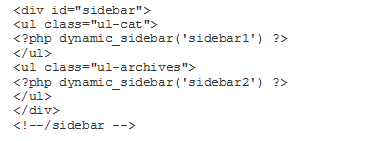 <div id="sidebar">
<ul class="ul-cat">
<?php dynamic_sidebar('sidebar1') ?>
</ul>
<ul class="ul-archives">
<?php dynamic_sidebar('sidebar2') ?>
</ul>
</div>
<!--/sidebar -->